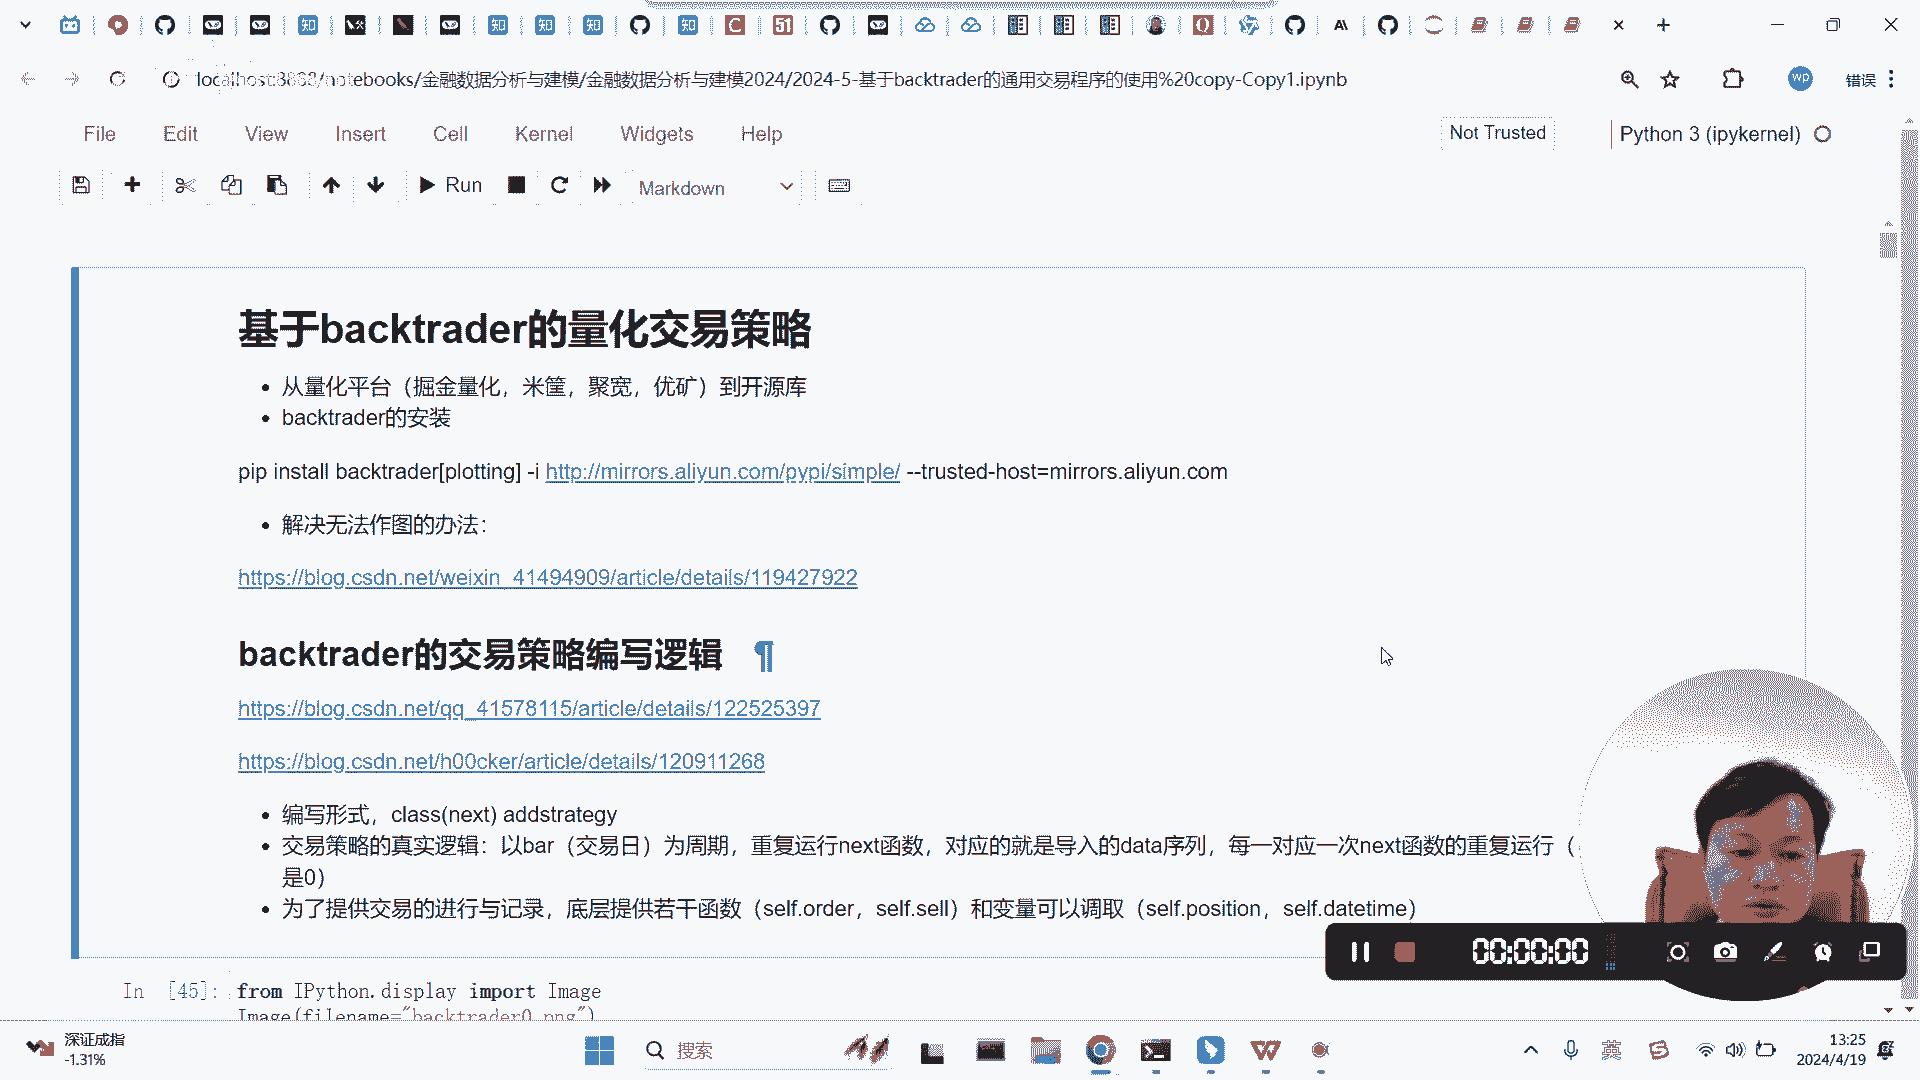 localhost:8888/notebooks/金融数据分析与建模/金融数据分析与建模2024/2024-5-基于backtrader的通用交易程序的使用%20copy-Copy1.ipynb
wp
错误
File Edit View Insert Cell Kernel Widgets Help
Not Trusted
Python 3 (ipykernel)
Run
Markdown
基于backtrader的量化交易策略
从量化平台（掘金量化，米筐，聚宽，优矿）到开源库
backtrader的安装
pip install backtrader[plotting] -i http://mirrors.aliyun.com/pypi/simple/ --trusted-host=mirrors.aliyun.com
解决无法作图的办法：
https://blog.csdn.net/weixin_41494909/article/details/119427922
backtrader的交易策略编写逻辑 ¶
https://blog.csdn.net/qq_41578115/article/details/122525397
https://blog.csdn.net/h00cker/article/details/120911268
编写形式，class(next) addstrategy
交易策略的真实逻辑：以bar（交易日）为周期，重复运行next函数，对应的就是导入的data序列，每一对应一次next函数的重复运行（
是0）
为了提供交易的进行与记录，底层提供若干函数（self.order，self.sell）和变量可以调取（self.position，self.datetime）
00:00:00
In [45]: from IPython.display import Image
Image(filename="backtrader0.png")
深证成指
-1.31%
搜索
英
13:25
2024/4/19